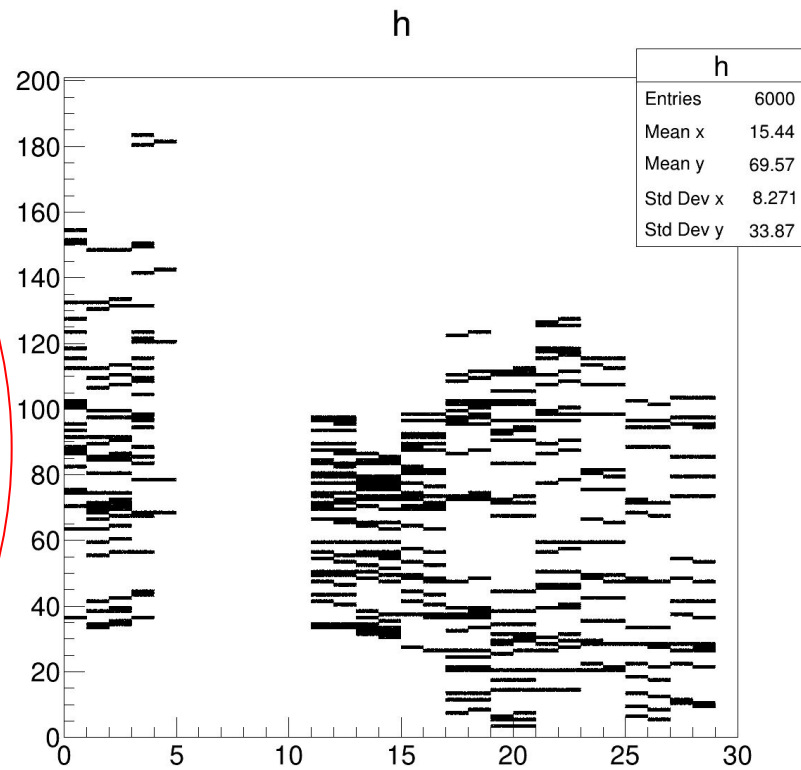 h
h
Entries 6000
Mean x 15.44
Mean y 69.57
Std Dev x 8.271
Std Dev y 33.87
200
180
160
140
120
100
80
60
40
20
0
0 5 10 15 20 25 30